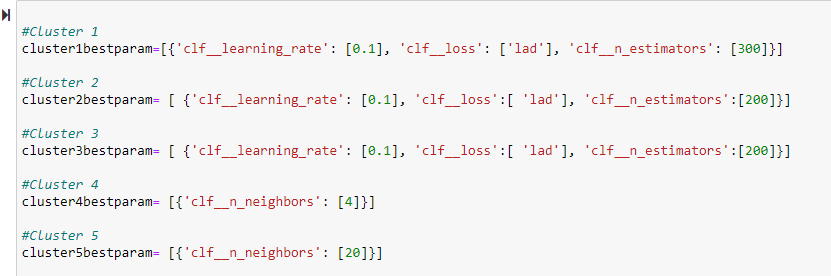 #Cluster 1
cluster1bestparam=[{'clf__learning_rate': [0.1], 'clf__loss': ['lad'], 'clf__n_estimators': [300]}]
#Cluster 2
cluster2bestparam= [ {'clf__learning_rate': [0.1], 'clf__loss':[ 'lad'], 'clf__n_estimators':[200]}]
#Cluster 3
cluster3bestparam= [ {'clf__learning_rate': [0.1], 'clf__loss':[ 'lad'], 'clf__n_estimators':[200]}]
#Cluster 4
cluster4bestparam= [{'clf__n_neighbors': [4]}]
#Cluster 5
cluster5bestparam= [{'clf__n_neighbors': [20]}]